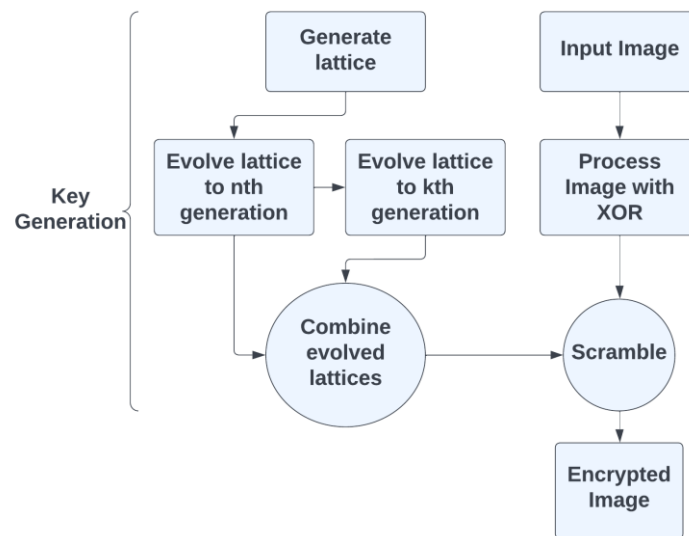 Generate
lattice
Input Image
Evolve lattice
to nth
generation
Evolve lattice
to kth
generation
Process
Image with
XOR
Key
Generation
Combine
evolved
lattices
Scramble
Encrypted
Image